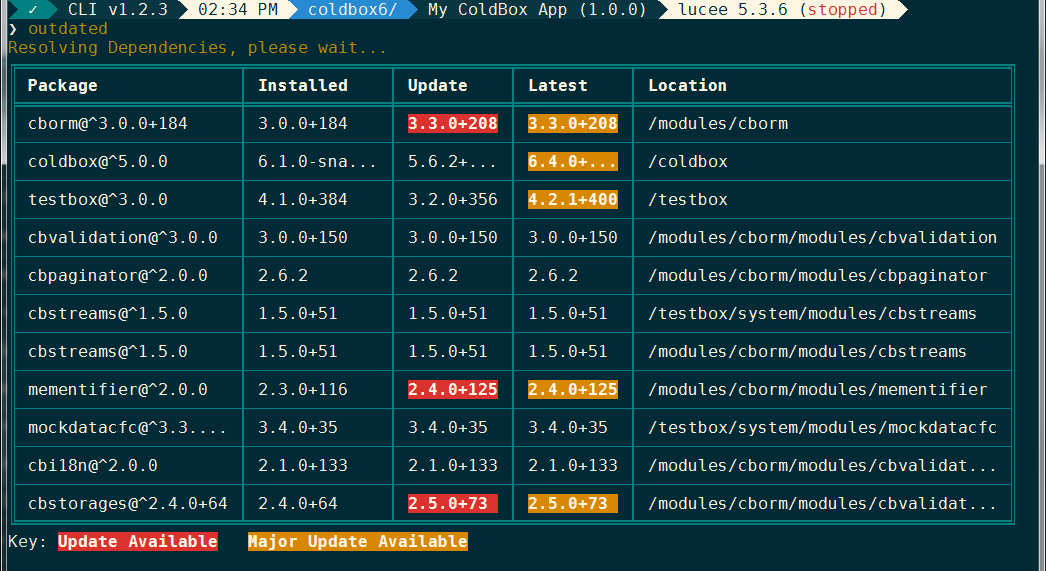 ✓ CLI v1.2.3 02:34 PM coldbox6/ My ColdBox App (1.0.0) lucee 5.3.6 (stopped)
❯ outdated
Resolving Dependencies, please wait...
Package Installed Update Latest Location
cborm@^3.0.0+184 3.0.0+184 3.3.0+208 3.3.0+208 /modules/cborm
coldbox@^5.0.0 6.1.0-sna... 5.6.2+... 6.4.0+... /coldbox
testbox@^3.0.0 4.1.0+384 3.2.0+356 4.2.1+400 /testbox
cbvalidation@^3.0.0 3.0.0+150 3.0.0+150 3.0.0+150 /modules/cborm/modules/cbvalidation
cbpaginator@^2.0.0 2.6.2 2.6.2 2.6.2 /modules/cborm/modules/cbpaginator
cbstreams@^1.5.0 1.5.0+51 1.5.0+51 1.5.0+51 /testbox/system/modules/cbstreams
cbstreams@^1.5.0 1.5.0+51 1.5.0+51 1.5.0+51 /modules/cborm/modules/cbstreams
mementifier@^2.0.0 2.3.0+116 2.4.0+125 2.4.0+125 /modules/cborm/modules/mementifier
mockdatacfc@^3.3.... 3.4.0+35 3.4.0+35 3.4.0+35 /testbox/system/modules/mockdatacfc
cbi18n@^2.0.0 2.1.0+133 2.1.0+133 2.1.0+133 /modules/cborm/modules/cbvalidat...
cbstorages@^2.4.0+64 2.4.0+64 2.5.0+73 2.5.0+73 /modules/cborm/modules/cbvalidat...
Key: Update Available Major Update Available